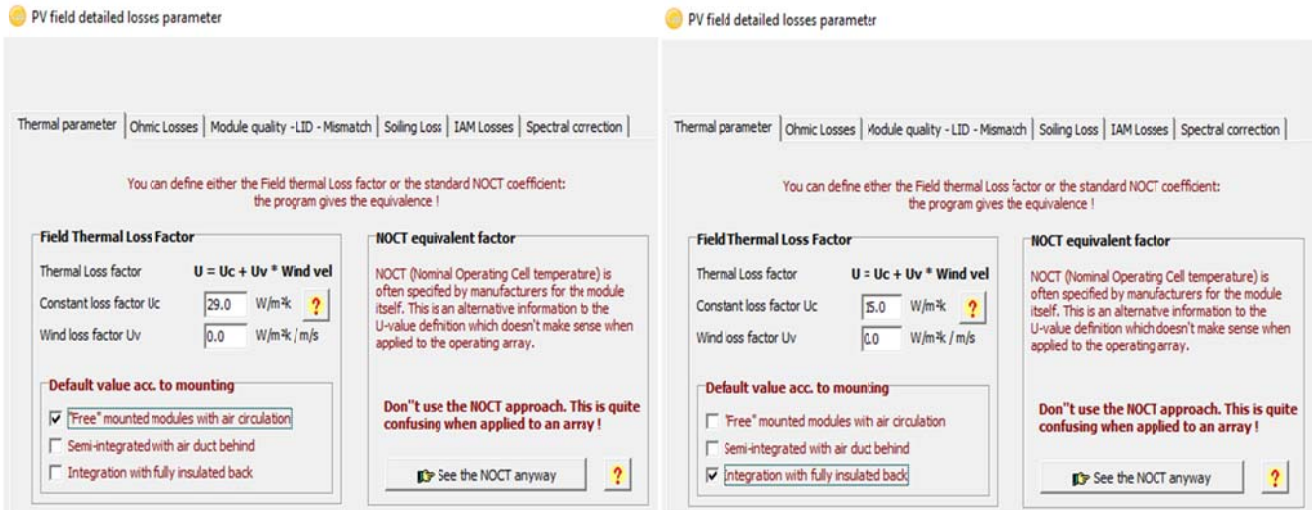 PV field detailed losses parameter
Thermal parameter
Ohmic Losses
Module quality -LID - Mismatch
Soiling Loss
IAM Losses
Spectral correction
You can define either the Field thermal Loss factor or the standard NOCT coefficient:
the program gives the equivalence !
Field Thermal Loss Factor
Thermal Loss factor U = Uc + Uv * Wind vel
Constant loss factor Uc 29.0 W/m²k ?
Wind loss factor Uv 0.0 W/m²k / m/s
Default value acc. to mounting
"Free" mounted modules with air circulation
Semi-integrated with air duct behind
Integration with fully insulated back
NOCT equivalent factor
NOCT (Nominal Operating Cell temperature) is
often specified by manufacturers for the module
itself. This is an alternative information to the
U-value definition which doesn't make sense when
applied to the operating array.
Don"t use the NOCT approach. This is quite
confusing when applied to an array !
See the NOCT anyway ?
PV field detailed losses parameter
Thermal parameter
Ohmic Losses
Module quality - LID - Mismatch
Soiling Loss
IAM Losses
Spectral correction
You can define either the Field thermal Loss factor or the standard NOCT coefficient:
the program gives the equivalence !
Field Thermal Loss Factor
Thermal Loss factor U = Uc + Uv * Wind vel
Constant loss factor Uc 15.0 W/m²k ?
Wind oss factor Uv 0.0 W/m²k / m/s
Default value acc. to mounting
"Free" mounted modules with air circulation
Semi-integrated with air duct behind
Integration with fully insulated back
NOCT equivalent factor
NOCT (Nominal Operating Cell temperature) is
often specified by manufacturers for the module
itself. This is an alternative information to the
U-value definition which doesn't make sense when
applied to the operating array.
Don"t use the NOCT approach. This is quite
confusing when applied to an array !
See the NOCT anyway ?